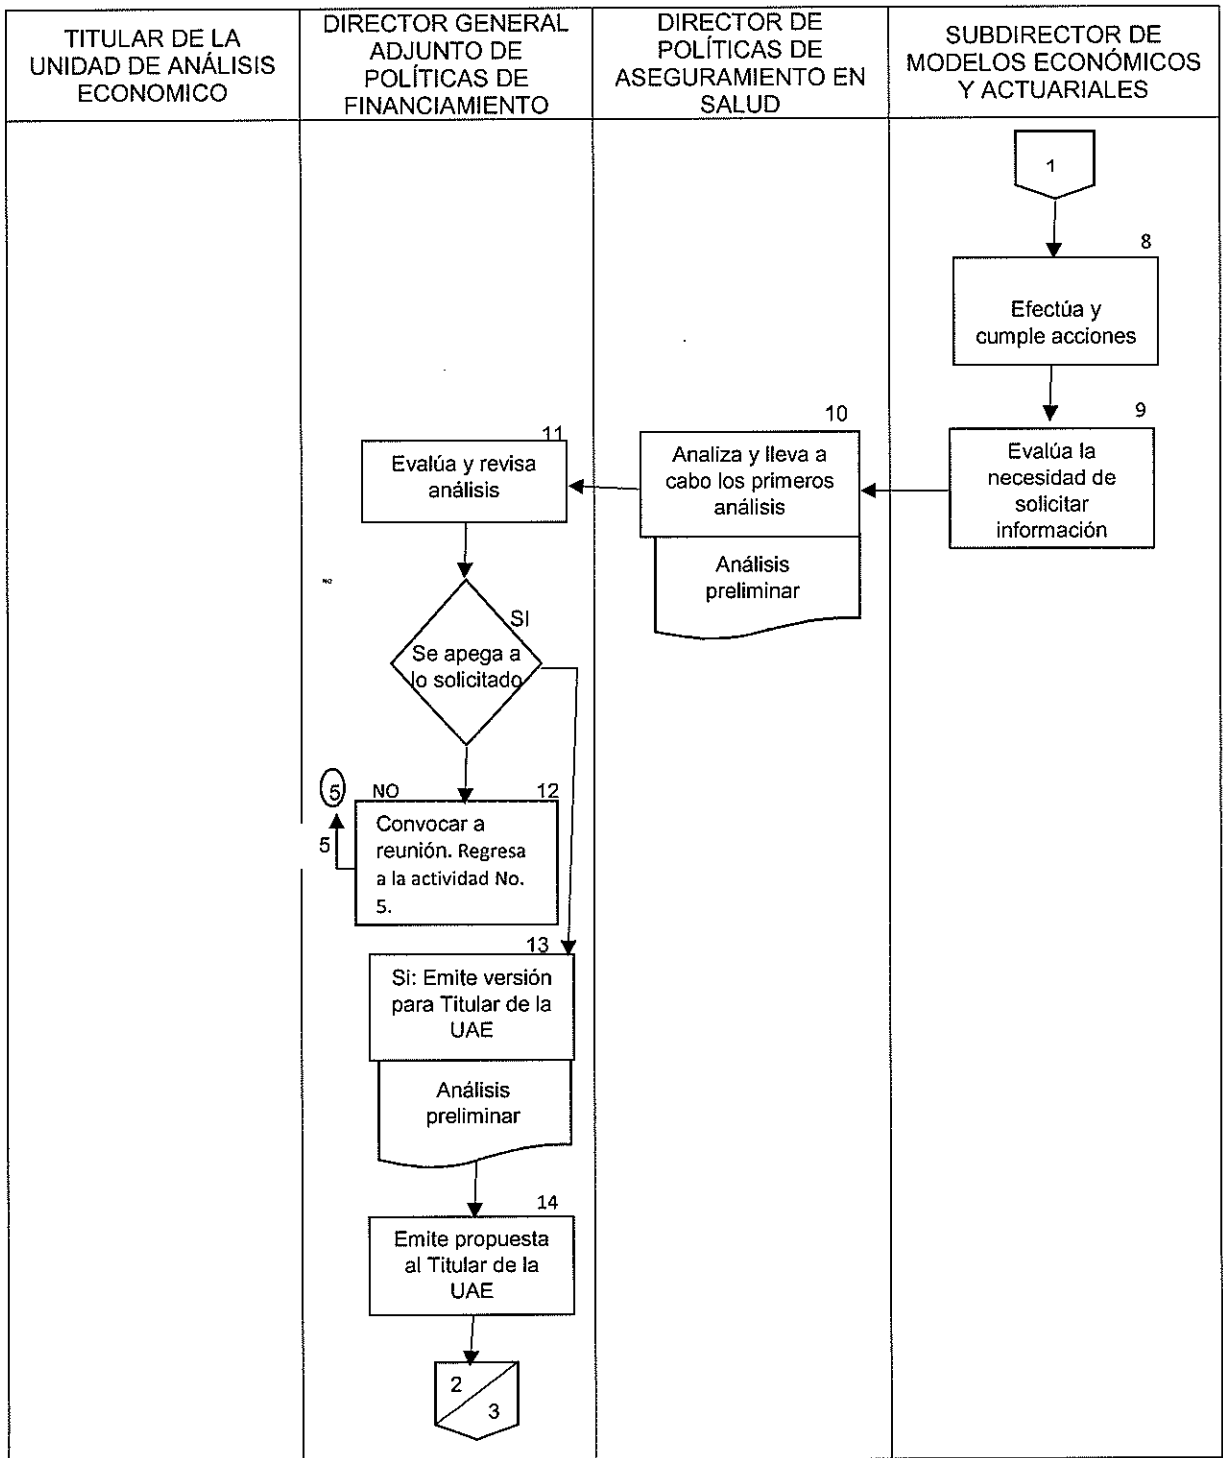 TITULAR DE LA
UNIDAD DE ANÁLISIS
ECONOMICO
DIRECTOR GENERAL
ADJUNTO DE
POLÍTICAS DE
FINANCIAMIENTO
DIRECTOR DE
POLÍTICAS DE
ASEGURAMIENTO EN
SALUD
SUBDIRECTOR DE
MODELOS ECONÓMICOS
Y ACTUARIALES
1
8
Efectúa y
cumple acciones
9
Evalúa la
necesidad de
solicitar
información
10
Analiza y lleva a
cabo los primeros
análisis
Análisis
preliminar
11
Evalúa y revisa
análisis
NO
SI
Se apega a
lo solicitado
5
NO
12
5
Convocar a
reunión. Regresa
a la actividad No.
5.
13
Si: Emite versión
para Titular de la
UAE
Análisis
preliminar
14
Emite propuesta
al Titular de la
UAE
2
3